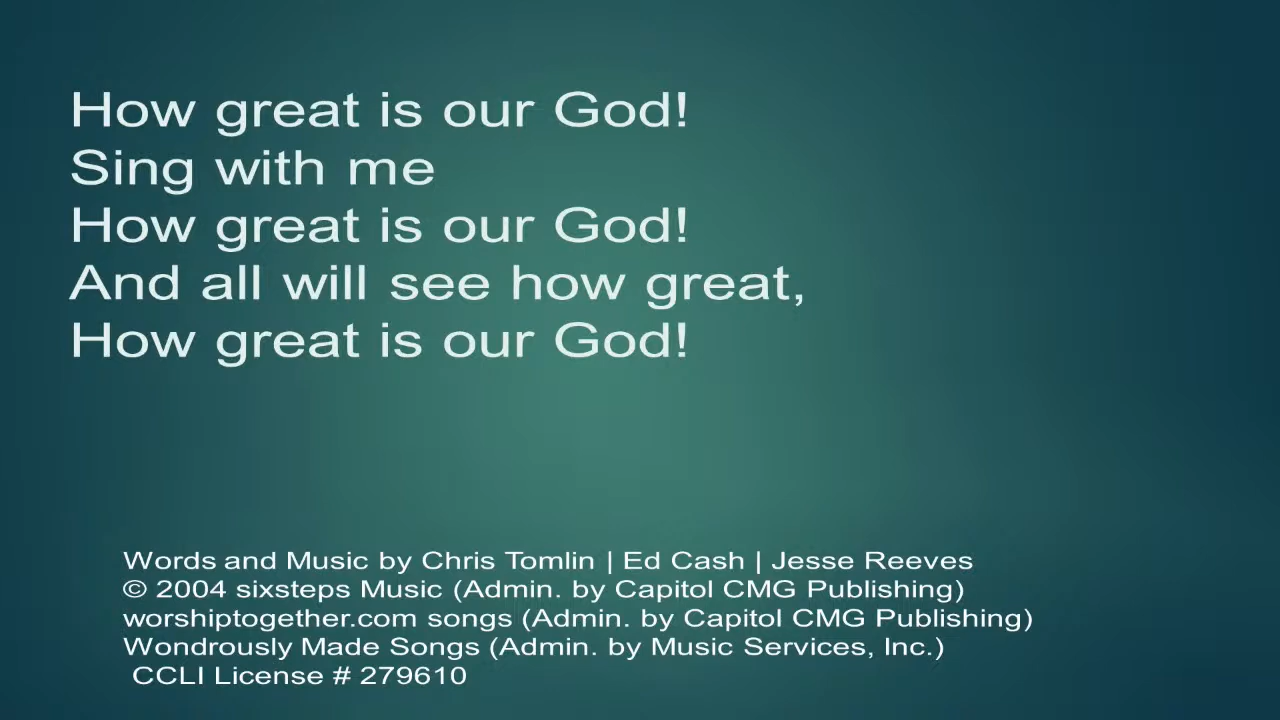 How great is our God!
Sing with me
How great is our God!
And all will see how great,
How great is our God!
Words and Music by Chris Tomlin | Ed Cash | Jesse Reeves
© 2004 sixsteps Music (Admin. by Capitol CMG Publishing)
worshiptogether.com songs (Admin. by Capitol CMG Publishing)
Wondrously Made Songs (Admin. by Music Services, Inc.)
CCLI License # 279610